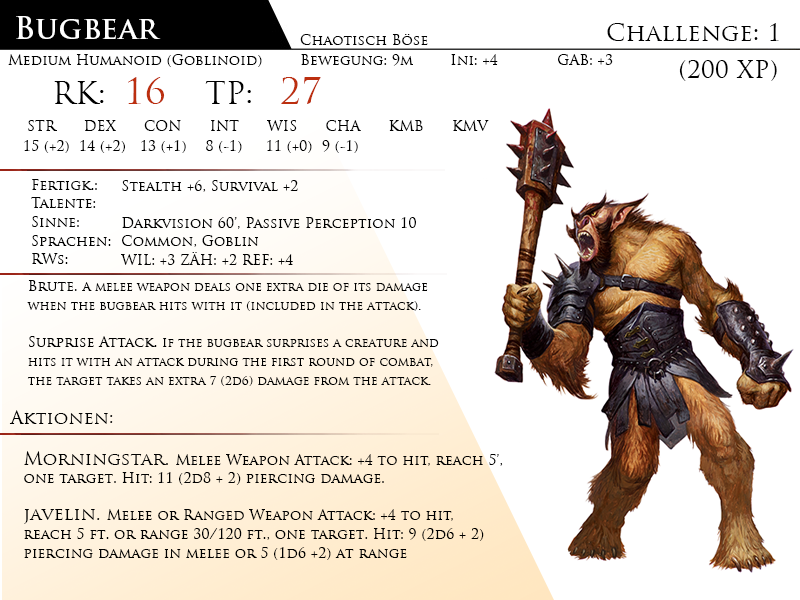 Bugbear
Chaotisch Böse
Challenge: 1
Medium Humanoid (Goblinoid) Bewegung: 9m Ini: +4 GAB: +3
(200 XP)
RK: 16 TP: 27
STR DEX CON INT WIS CHA KMB KMV
15 (+2) 14 (+2) 13 (+1) 8 (-1) 11 (+0) 9 (-1)
Fertigk.: Stealth +6, Survival +2
Talente:
Sinne: Darkvision 60', Passive Perception 10
Sprachen: Common, Goblin
RWs: WIL: +3 ZÄH: +2 REF: +4
Brute. A melee weapon deals one extra die of its damage
when the bugbear hits with it (included in the attack).
Surprise Attack. If the bugbear surprises a creature and
hits it with an attack during the first round of combat,
the target takes an extra 7 (2d6) damage from the attack.
Aktionen:
Morningstar. Melee Weapon Attack: +4 to hit, reach 5',
one target. Hit: 11 (2d8 + 2) piercing damage.
Javelin. Melee or Ranged Weapon Attack: +4 to hit,
reach 5 ft. or range 30/120 ft., one target. Hit: 9 (2d6 + 2)
piercing damage in melee or 5 (1d6 +2) at range